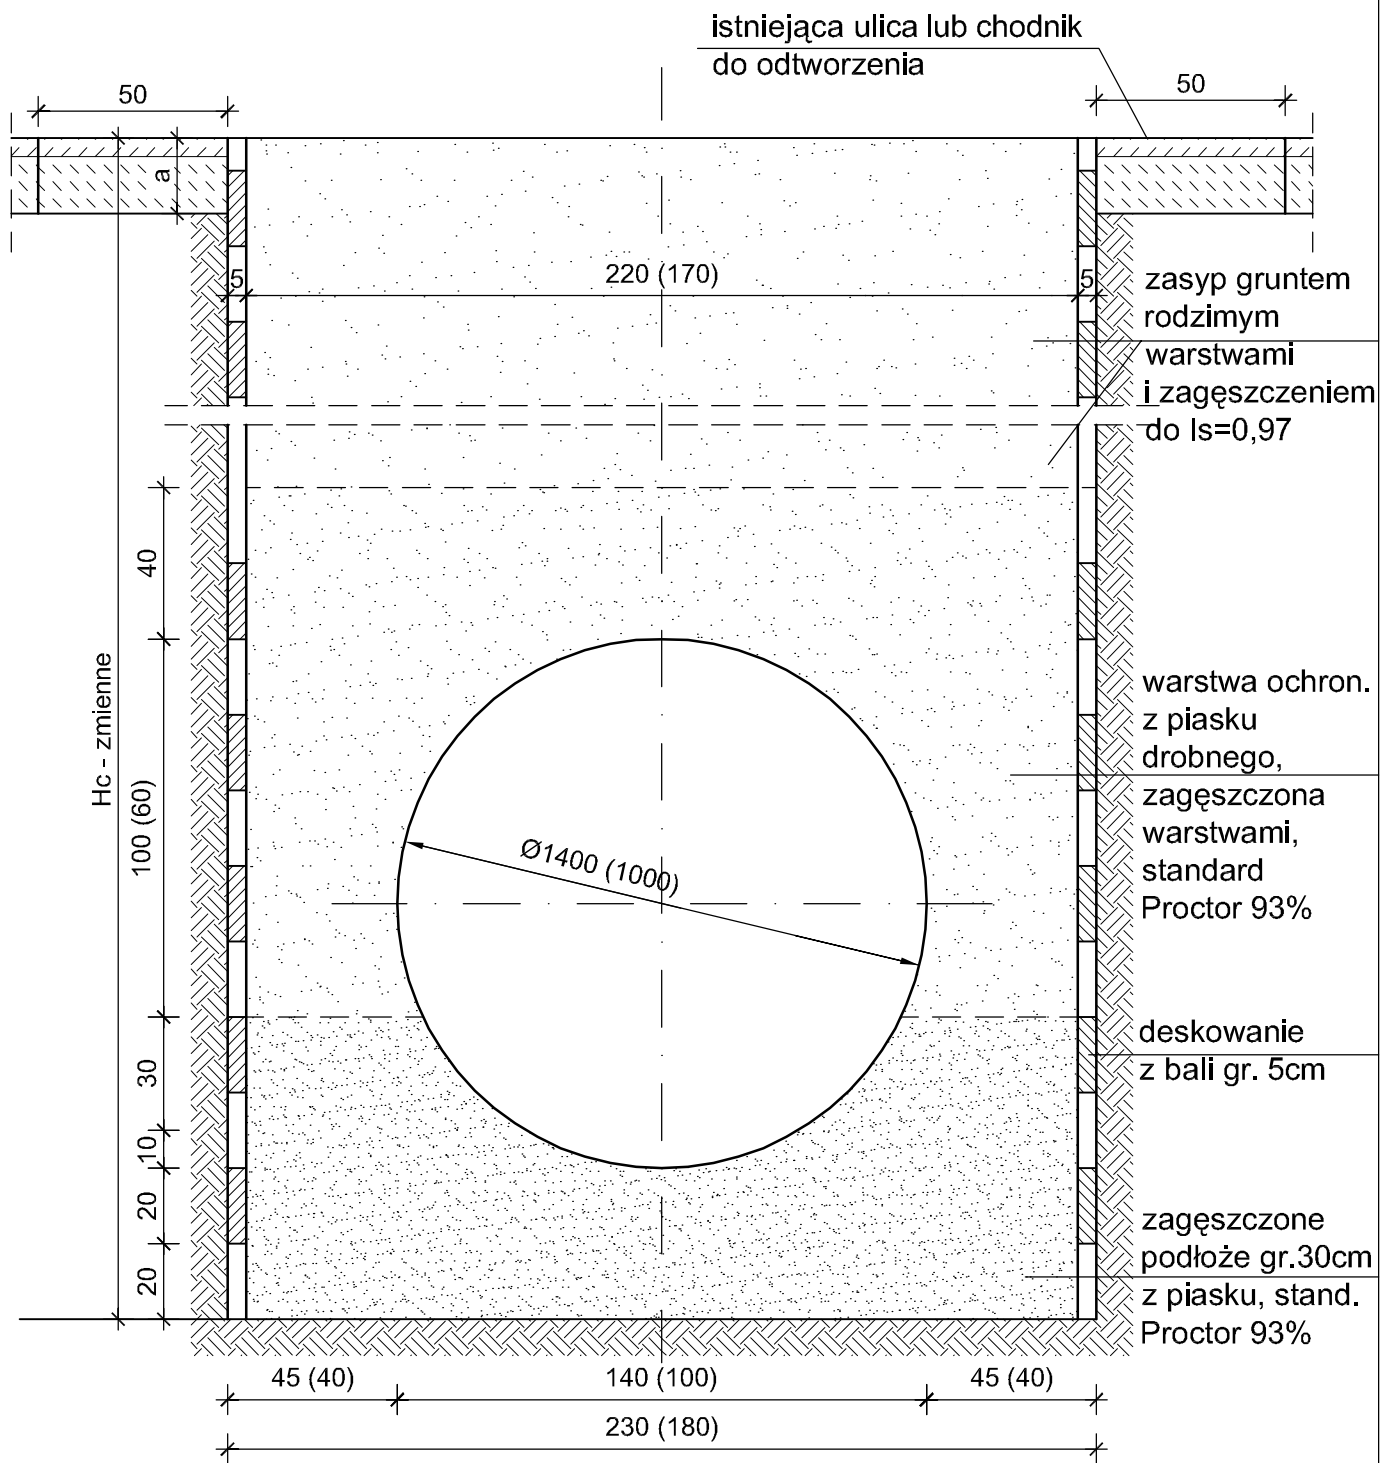 istniejąca ulica lub chodnik
do odtworzenia
50
50
a
5
220 (170)
5
zasyp gruntem
rodzimym
warstwami
i zagęszczeniem
do Is=0,97
40
Hc - zmienne
100 (60)
warstwa ochron.
z piasku
drobnego,
zagęszczona
warstwami,
standard
Proctor 93%
Ø1400 (1000)
30
10
20
20
deskowanie
z bali gr. 5cm
zagęszczone
podłoże gr.30cm
z piasku, stand.
Proctor 93%
45 (40)
140 (100)
45 (40)
230 (180)